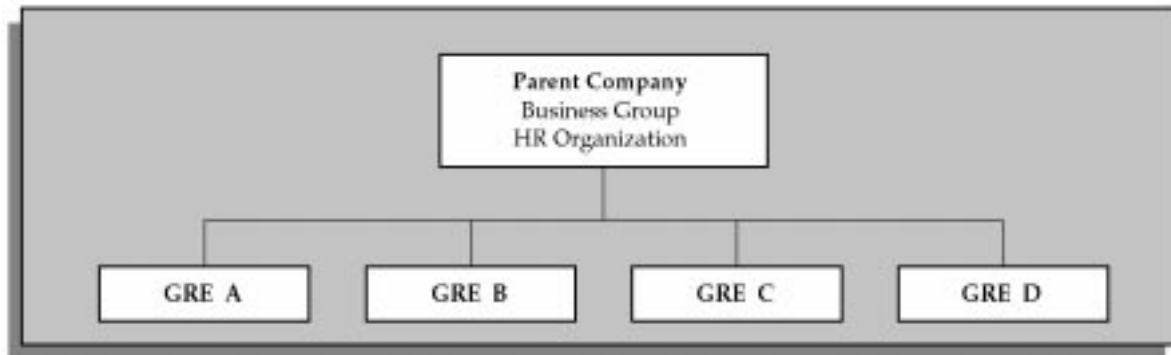 Parent Company
Business Group
HR Organization
GRE A
GRE B
GRE C
GRE D